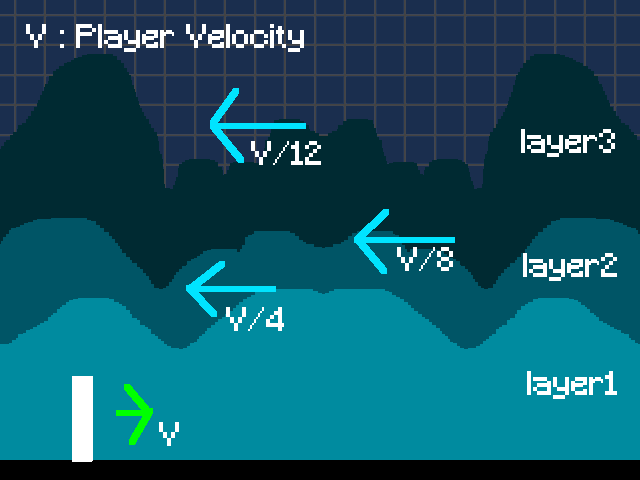 V : Player Velocity
layer3
V/12
layer2
V/8
V/4
layer1
V